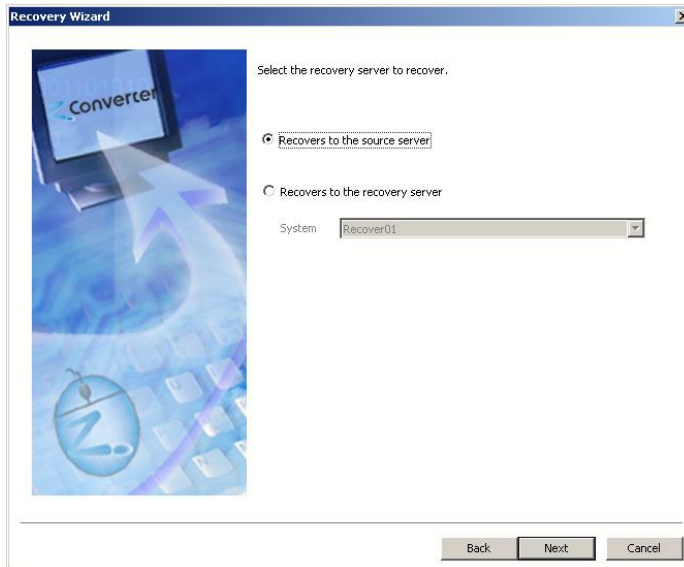 Recovery Wizard
ZConverter
Select the recovery server to recover.
Recovers to the source server
Recovers to the recovery server
System Recover01
Z
Back Next Cancel